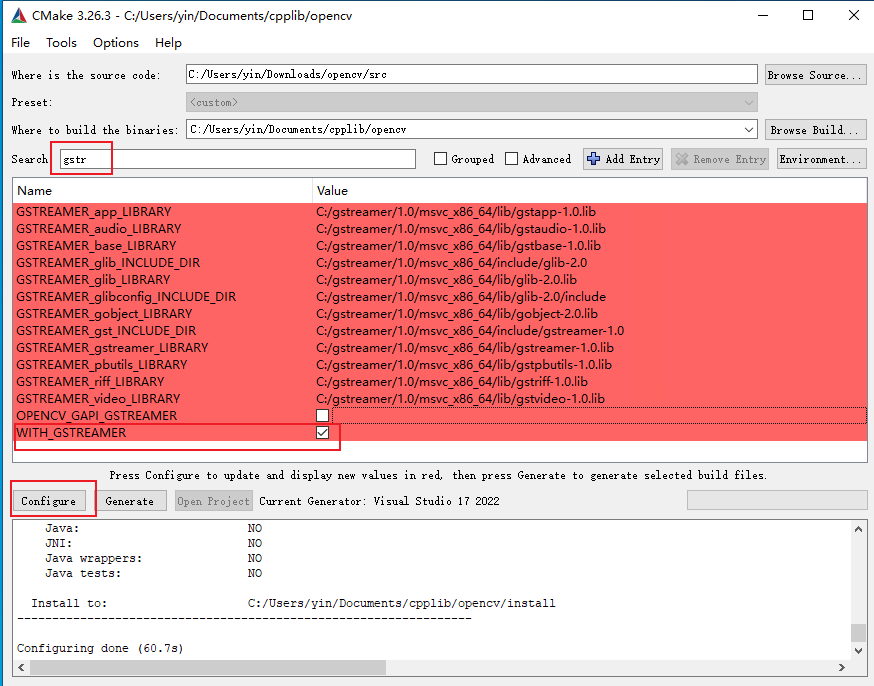 CMake 3.26.3 - C:/Users/yin/Documents/cpplib/opencv
File Tools Options Help
Where is the source code: C:/Users/yin/Downloads/opencv/src Browse Source...
Preset: <custom>
Where to build the binaries: C:/Users/yin/Documents/cpplib/opencv Browse Build...
Search gstr Grouped Advanced Add Entry Remove Entry Environment...
Name Value
GSTREAMER_app_LIBRARY C:/gstreamer/1.0/msvc_x86_64/lib/gstapp-1.0.lib
GSTREAMER_audio_LIBRARY C:/gstreamer/1.0/msvc_x86_64/lib/gstaudio-1.0.lib
GSTREAMER_base_LIBRARY C:/gstreamer/1.0/msvc_x86_64/lib/gstbase-1.0.lib
GSTREAMER_glib_INCLUDE_DIR C:/gstreamer/1.0/msvc_x86_64/include/glib-2.0
GSTREAMER_glib_LIBRARY C:/gstreamer/1.0/msvc_x86_64/lib/glib-2.0.lib
GSTREAMER_glibconfig_INCLUDE_DIR C:/gstreamer/1.0/msvc_x86_64/lib/glib-2.0/include
GSTREAMER_gobject_LIBRARY C:/gstreamer/1.0/msvc_x86_64/lib/gobject-2.0.lib
GSTREAMER_gst_INCLUDE_DIR C:/gstreamer/1.0/msvc_x86_64/include/gstreamer-1.0
GSTREAMER_gstreamer_LIBRARY C:/gstreamer/1.0/msvc_x86_64/lib/gstreamer-1.0.lib
GSTREAMER_pbutils_LIBRARY C:/gstreamer/1.0/msvc_x86_64/lib/gstpbutils-1.0.lib
GSTREAMER_riff_LIBRARY C:/gstreamer/1.0/msvc_x86_64/lib/gstriff-1.0.lib
GSTREAMER_video_LIBRARY C:/gstreamer/1.0/msvc_x86_64/lib/gstvideo-1.0.lib
OPENCV_GAPI_GSTREAMER
WITH_GSTREAMER
Press Configure to update and display new values in red, then press Generate to generate selected build files.
Configure Generate Open Project Current Generator: Visual Studio 17 2022
Java: NO
JNI: NO
Java wrappers: NO
Java tests: NO
Install to: C:/Users/yin/Documents/cpplib/opencv/install
-----------------------------------------------------------------
Configuring done (60.7s)